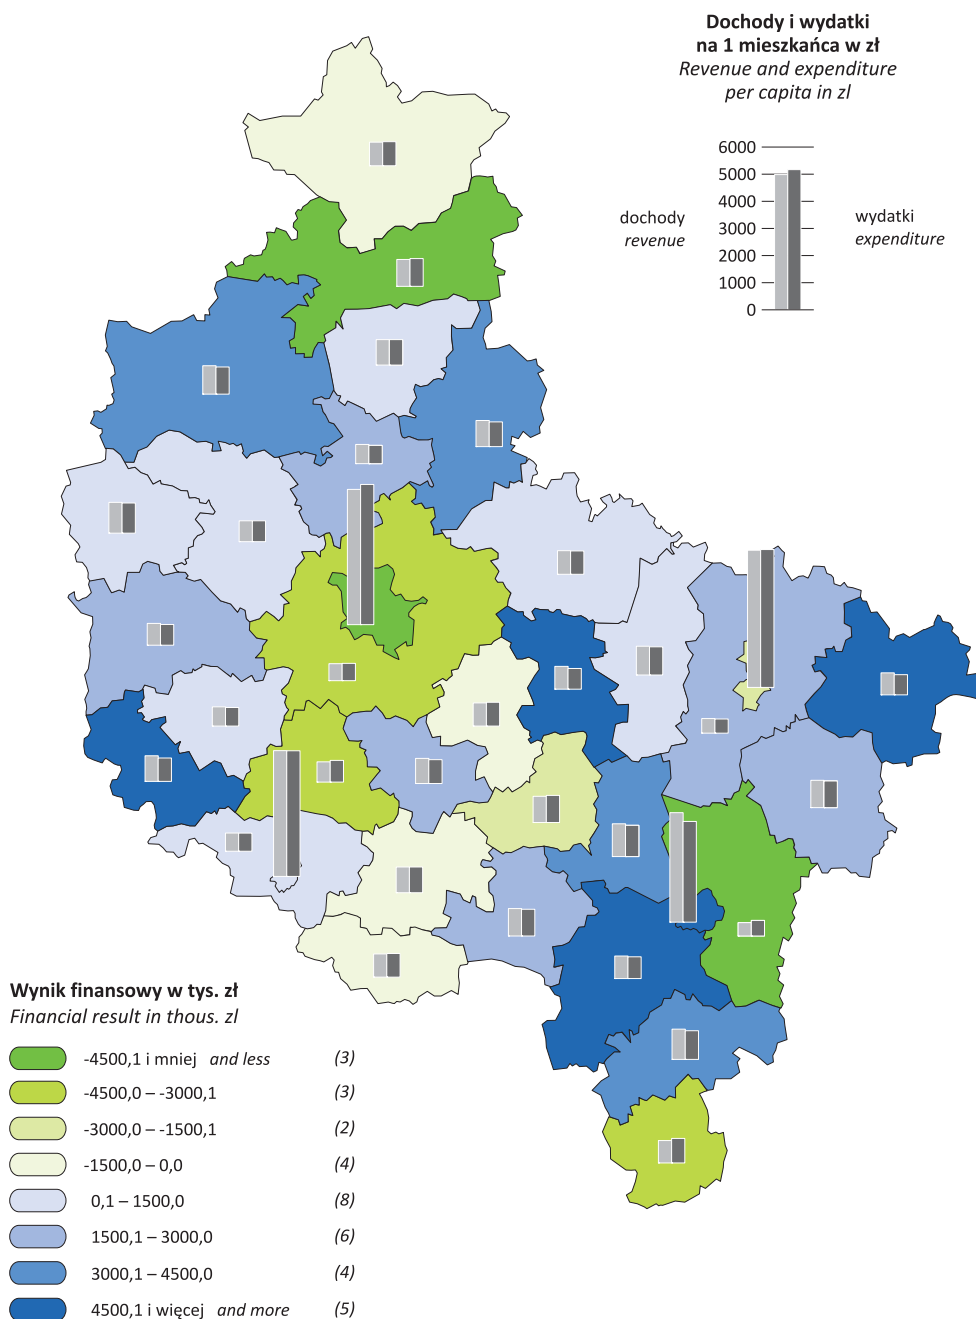 Dochody i wydatki
na 1 mieszkańca w zł
Revenue and expenditure
per capita in zl
6000
5000
4000
3000
2000
1000
0
dochody
revenue
wydatki
expenditure
Wynik finansowy w tys. zł
Financial result in thous. zl
-4500,1 i mniej and less (3)
-4500,0 – -3000,1 (3)
-3000,0 – -1500,1 (2)
-1500,0 – 0,0 (4)
0,1 – 1500,0 (8)
1500,1 – 3000,0 (6)
3000,1 – 4500,0 (4)
4500,1 i więcej and more (5)